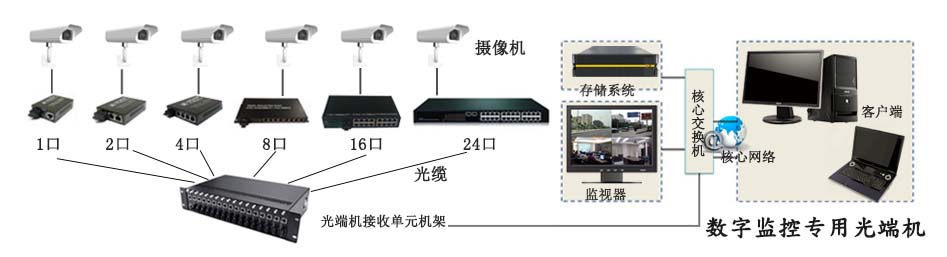 摄像机
1口
2口
4口
8口
16口
24口
光缆
光端机接收单元机架
存储系统
监视器
核心交换机
核心网络
客户端
数字监控专用光端机